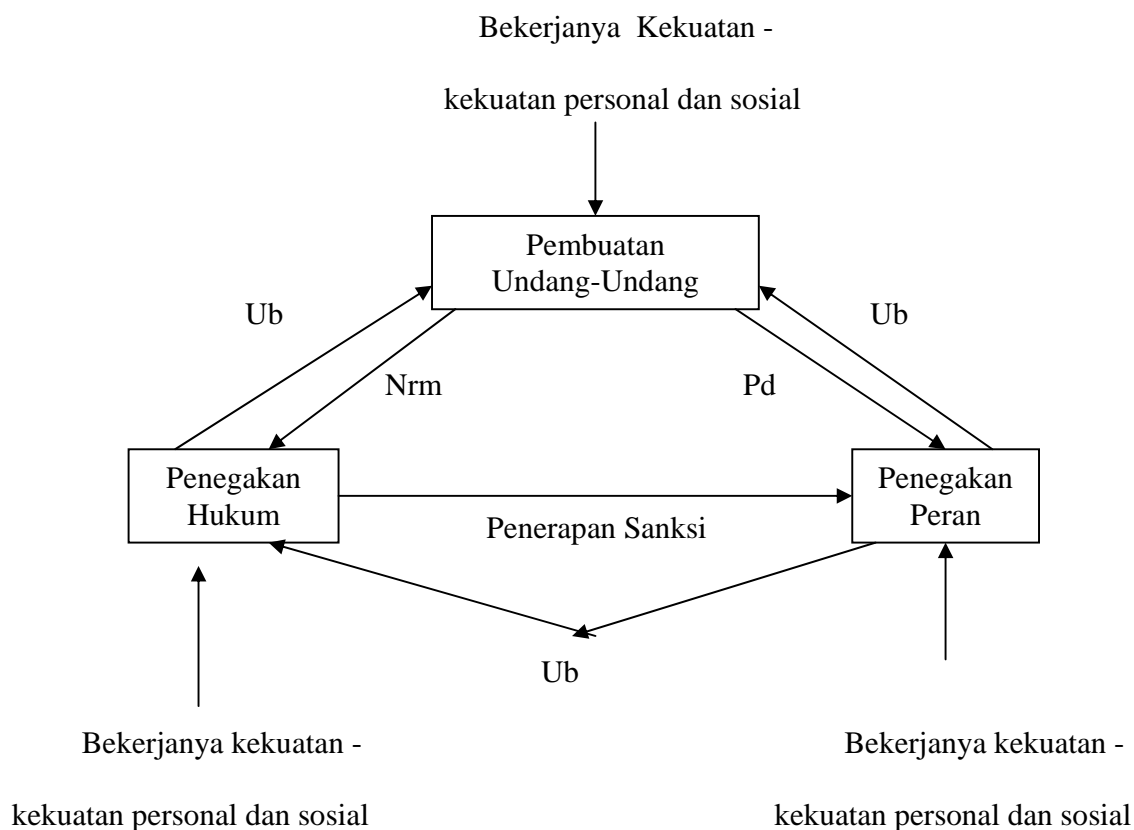 Bekerjanya Kekuatan -
kekuatan personal dan sosial
Pembuatan
Undang-Undang
Ub
Ub
Nrm
Pd
Penegakan
Hukum
Penegakan
Peran
Penerapan Sanksi
Ub
Bekerjanya kekuatan -
kekuatan personal dan sosial
Bekerjanya kekuatan -
kekuatan personal dan sosial